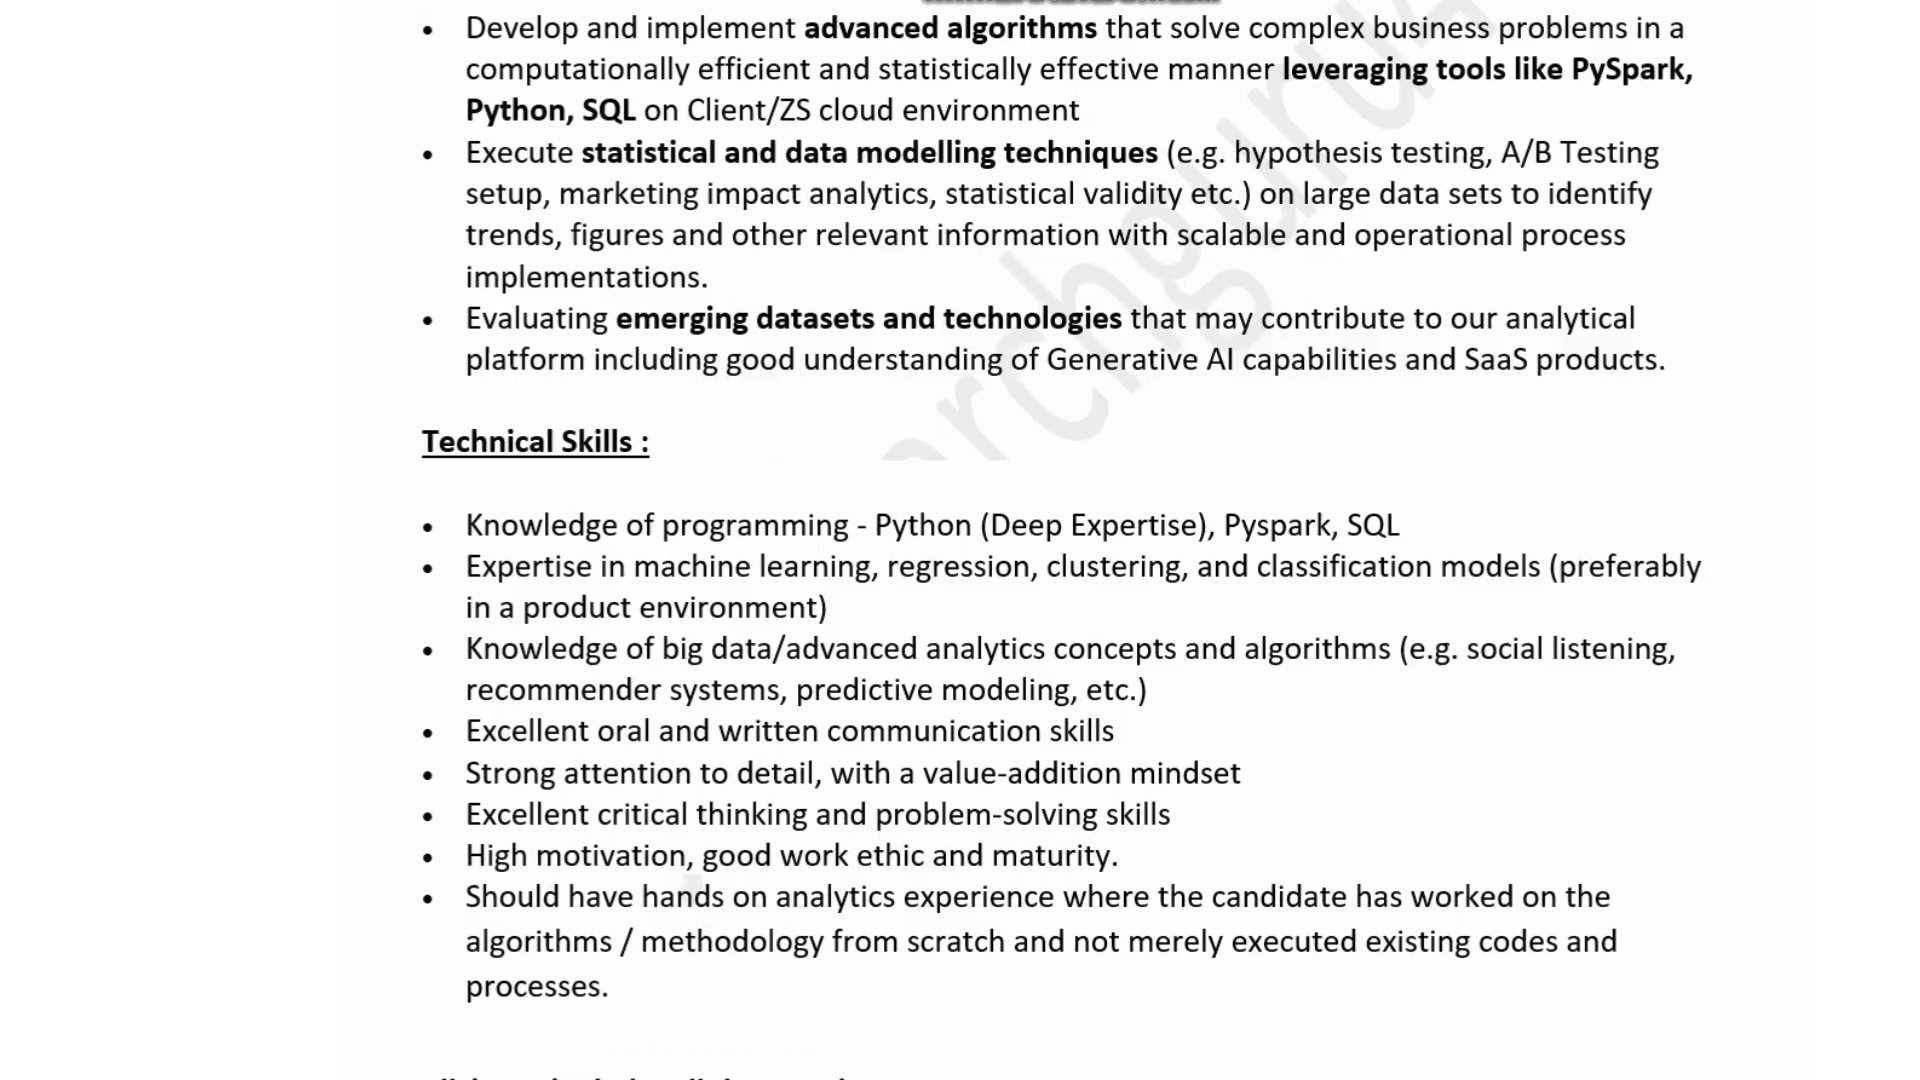 • Develop and implement advanced algorithms that solve complex business problems in a
computationally efficient and statistically effective manner leveraging tools like PySpark,
Python, SQL on Client/ZS cloud environment
• Execute statistical and data modelling techniques (e.g. hypothesis testing, A/B Testing
setup, marketing impact analytics, statistical validity etc.) on large data sets to identify
trends, figures and other relevant information with scalable and operational process
implementations.
• Evaluating emerging datasets and technologies that may contribute to our analytical
platform including good understanding of Generative AI capabilities and SaaS products.
Technical Skills :
• Knowledge of programming - Python (Deep Expertise), Pyspark, SQL
• Expertise in machine learning, regression, clustering, and classification models (preferably
in a product environment)
• Knowledge of big data/advanced analytics concepts and algorithms (e.g. social listening,
recommender systems, predictive modeling, etc.)
• Excellent oral and written communication skills
• Strong attention to detail, with a value-addition mindset
• Excellent critical thinking and problem-solving skills
• High motivation, good work ethic and maturity.
• Should have hands on analytics experience where the candidate has worked on the
algorithms / methodology from scratch and not merely executed existing codes and
processes.